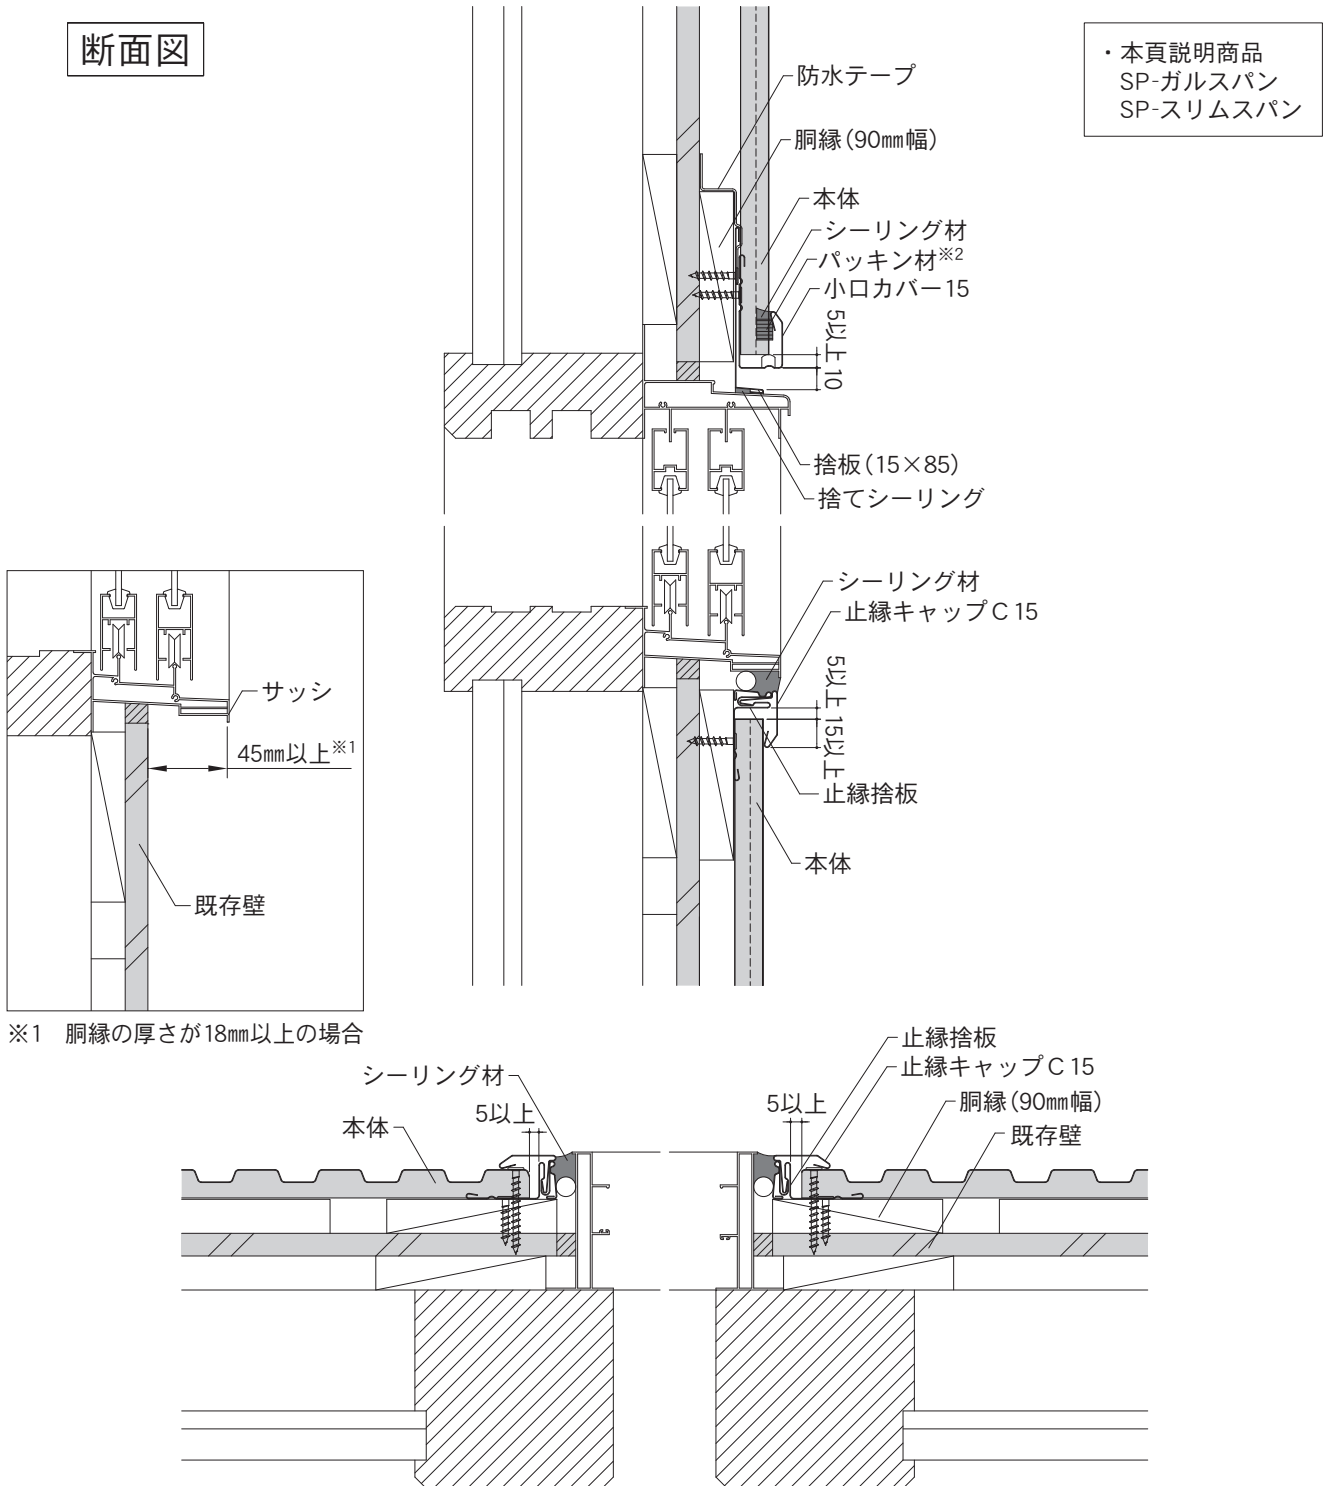 断面図
・本頁説明商品
SP-ガルスパン
SP-スリムスパン
防水テープ
胴縁(90㎜幅)
本体
シーリング材
パッキン材※2
小口カバー15
5以上
10
捨板(15×85)
捨てシーリング
シーリング材
止縁キャップC15
5以上
15以上
止縁捨板
本体
サッシ
45㎜以上※1
既存壁
※1 胴縁の厚さが18㎜以上の場合
シーリング材
5以上
本体
止縁捨板
止縁キャップC15
5以上
胴縁(90㎜幅)
既存壁